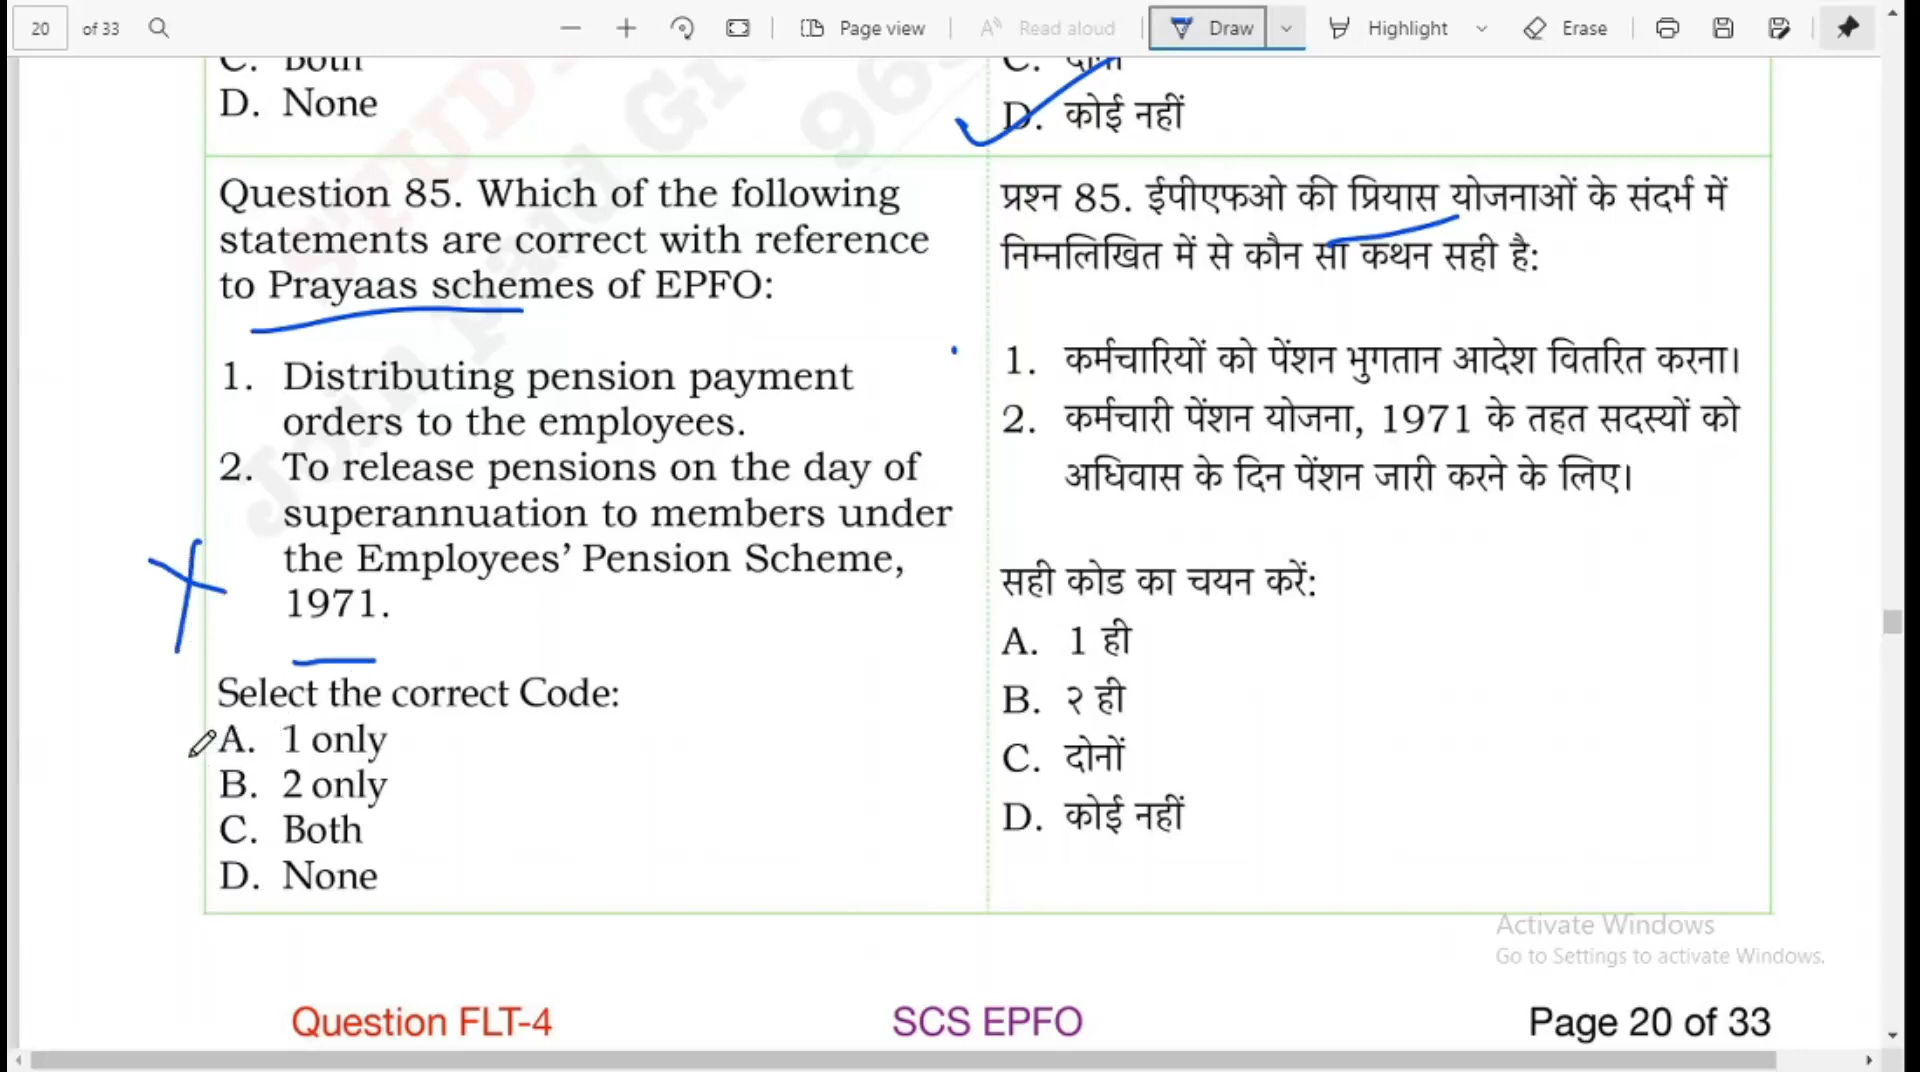 20 of 33 Page view Read aloud Draw Highlight Erase
C. Both
D. None
C. दोनों
D. कोई नहीं
Question 85. Which of the following
statements are correct with reference
to Prayaas schemes of EPFO:
1. Distributing pension payment
orders to the employees.
2. To release pensions on the day of
superannuation to members under
the Employees’ Pension Scheme,
1971.
Select the correct Code:
A. 1 only
B. 2 only
C. Both
D. None
प्रश्न 85. ईपीएफओ की प्रियास योजनाओं के संदर्भ में
निम्नलिखित में से कौन सा कथन सही है:
1. कर्मचारियों को पेंशन भुगतान आदेश वितरित करना।
2. कर्मचारी पेंशन योजना, 1971 के तहत सदस्यों को
अधिवास के दिन पेंशन जारी करने के लिए।
सही कोड का चयन करें:
A. 1 ही
B. २ ही
C. दोनों
D. कोई नहीं
Activate Windows
Go to Settings to activate Windows.
Question FLT-4 SCS EPFO Page 20 of 33